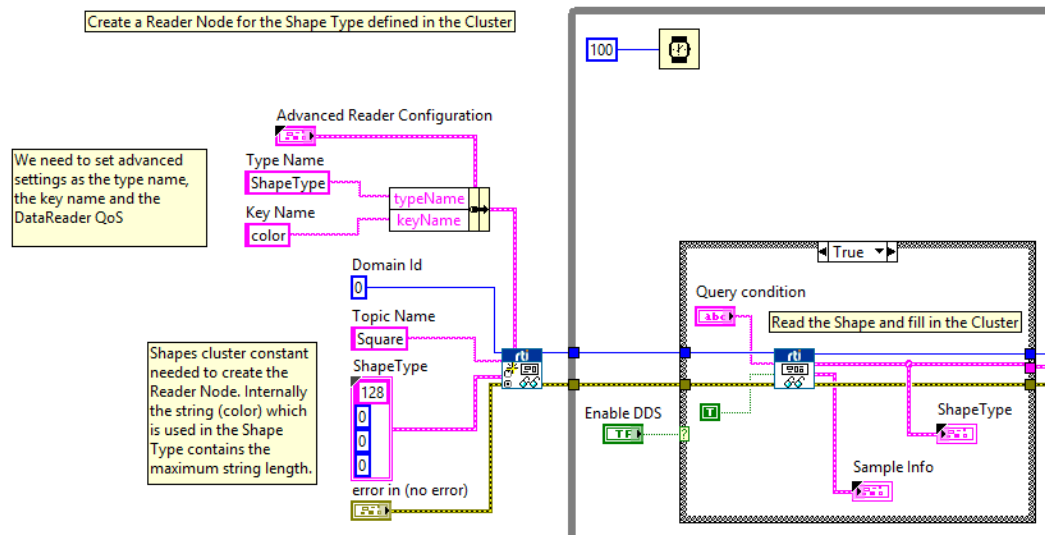 Create a Reader Node for the Shape Type defined in the Cluster
100
Advanced Reader Configuration
We need to set advanced
settings as the type name,
the key name and the
DataReader QoS
Type Name
ShapeType
typeName
Key Name
keyName
color
True
Domain Id
0
Query condition
abc
Topic Name
Square
Read the Shape and fill in the Cluster
rti
rti
Shapes cluster constant
needed to create the
Reader Node. Internally
the string (color) which
is used in the Shape
Type contains the
maximum string length.
ShapeType
128
0
0
0
T
Enable DDS
TF
?
ShapeType
Sample Info
error in (no error)